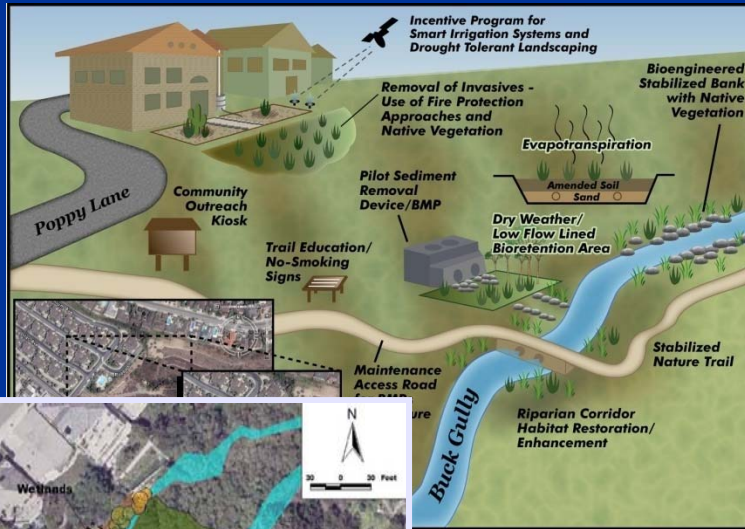 Incentive Program for
Smart Irrigation Systems and
Drought Tolerant Landscaping
Removal of Invasives -
Use of Fire Protection
Approaches and
Native Vegetation
Bioengineered
Stabilized Bank
with Native
Vegetation
Evapotranspiration
Amended Soil
Sand
Poppy Lane
Community
Outreach
Kiosk
Pilot Sediment
Removal
Device/BMP
Dry Weather/
Low Flow Lined
Bioretention Area
Trail Education/
No-Smoking
Signs
Maintenance
Access Road
Stabilized
Nature Trail
Riparian Corridor
Habitat Restoration/
Enhancement
Buck Gully
Wetlands
N
30 0 30 Feet